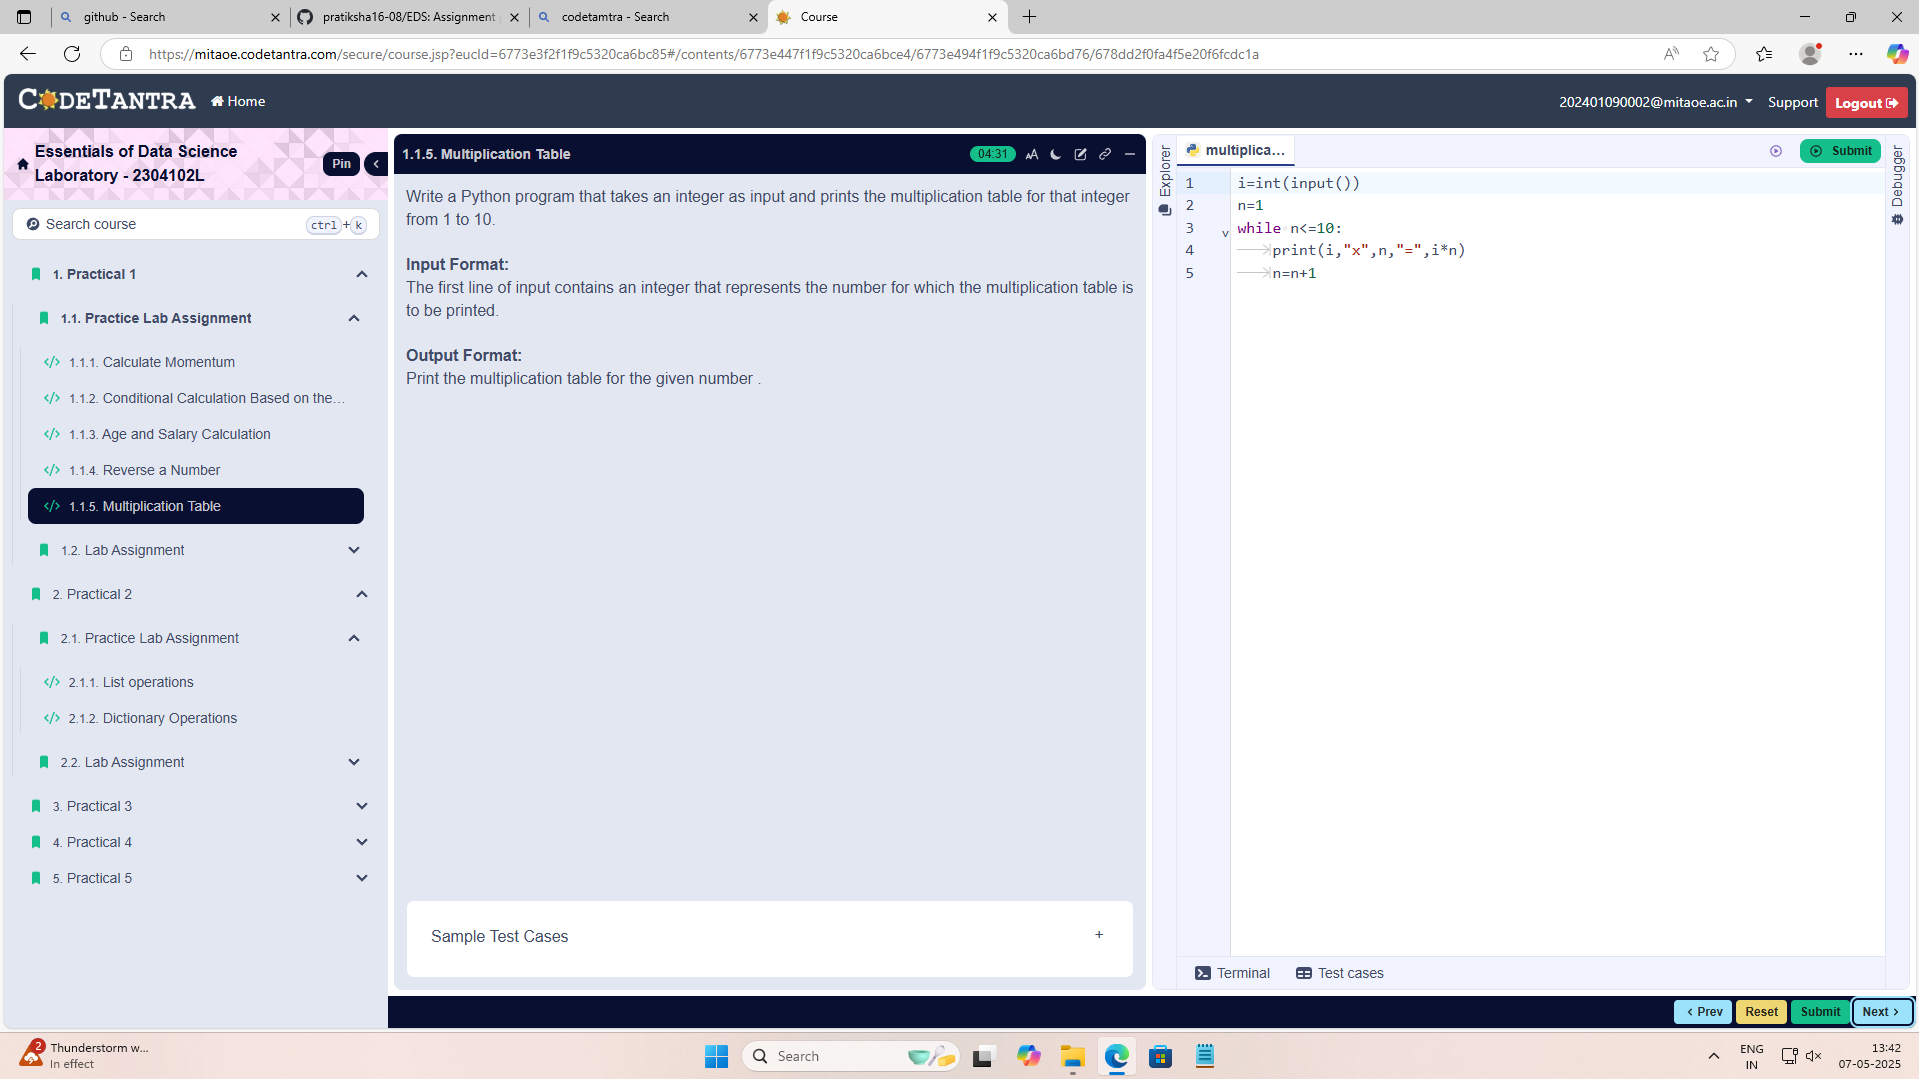 github - Search
pratiksha16-08/EDS: Assignment
codetamtra - Search
Course
https://mitaoe.codetantra.com/secure/course.jsp?eucId=6773e3f2f1f9c5320ca6bc85#/contents/6773e447f1f9c5320ca6bce4/6773e494f1f9c5320ca6bd76/678dd2f0fa4f5e20f6fcdc1a
CODETANTRA
Home
202401090002@mitaoe.ac.in
Support
Logout
Essentials of Data Science
Laboratory - 2304102L
Pin
Search course
ctrl + k
1. Practical 1
1.1. Practice Lab Assignment
1.1.1. Calculate Momentum
1.1.2. Conditional Calculation Based on the...
1.1.3. Age and Salary Calculation
1.1.4. Reverse a Number
1.1.5. Multiplication Table
1.2. Lab Assignment
2. Practical 2
2.1. Practice Lab Assignment
2.1.1. List operations
2.1.2. Dictionary Operations
2.2. Lab Assignment
3. Practical 3
4. Practical 4
5. Practical 5
1.1.5. Multiplication Table
04:31
AA
Write a Python program that takes an integer as input and prints the multiplication table for that integer
from 1 to 10.
Input Format:
The first line of input contains an integer that represents the number for which the multiplication table is
to be printed.
Output Format:
Print the multiplication table for the given number .
Sample Test Cases
+
Explorer
multiplica...
Submit
Debugger
1 i=int(input())
2 n=1
3 while n<=10:
4 print(i,"x",n,"=",i*n)
5 n=n+1
Terminal
Test cases
Prev
Reset
Submit
Next
2
Thunderstorm w...
In effect
Search
ENG
IN
13:42
07-05-2025